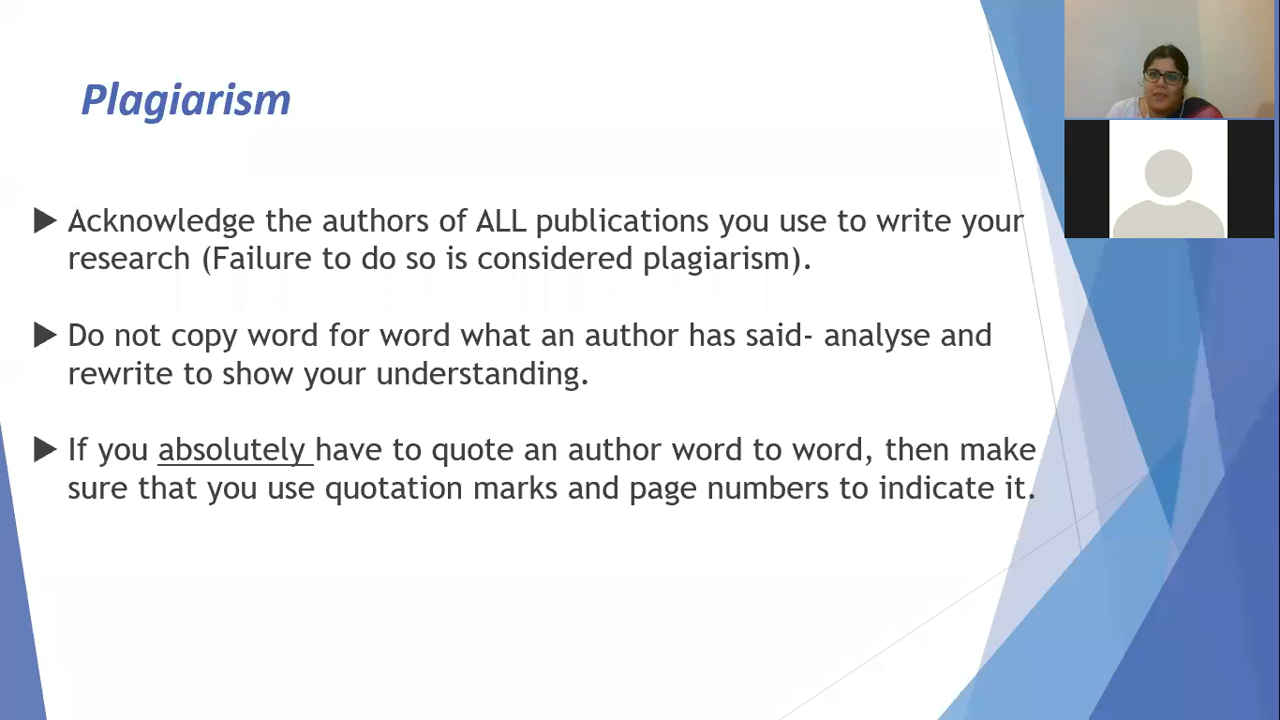 Plagiarism
Acknowledge the authors of ALL publications you use to write your
research (Failure to do so is considered plagiarism).
Do not copy word for word what an author has said- analyse and
rewrite to show your understanding.
If you absolutely have to quote an author word to word, then make
sure that you use quotation marks and page numbers to indicate it.